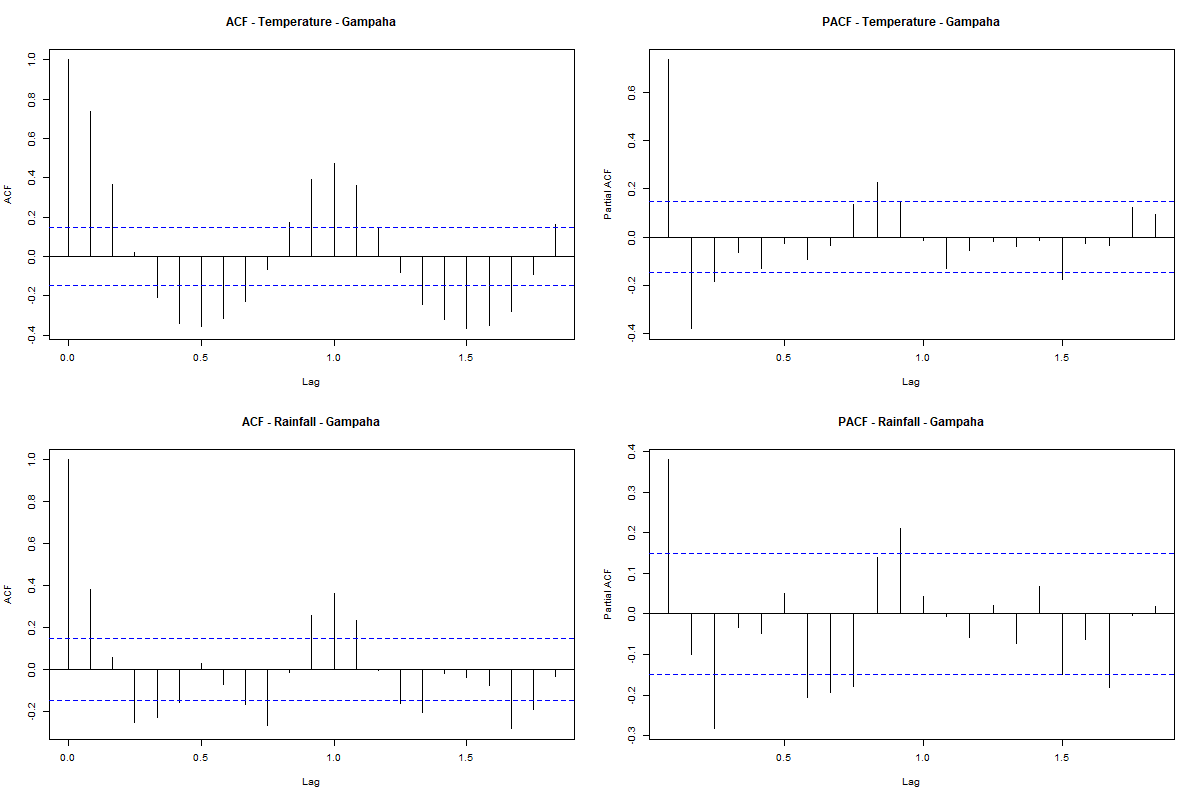 ACF - Temperature - Gampaha
ACF
1.0
0.8
0.6
0.4
0.2
0.0
-0.2
-0.4
0.0 0.5 1.0 1.5
Lag
PACF - Temperature - Gampaha
Partial ACF
0.6
0.4
0.2
0.0
-0.2
-0.4
0.5 1.0 1.5
Lag
ACF - Rainfall - Gampaha
ACF
1.0
0.8
0.6
0.4
0.2
0.0
-0.2
0.0 0.5 1.0 1.5
Lag
PACF - Rainfall - Gampaha
Partial ACF
0.4
0.3
0.2
0.1
0.0
-0.1
-0.2
-0.3
0.5 1.0 1.5
Lag